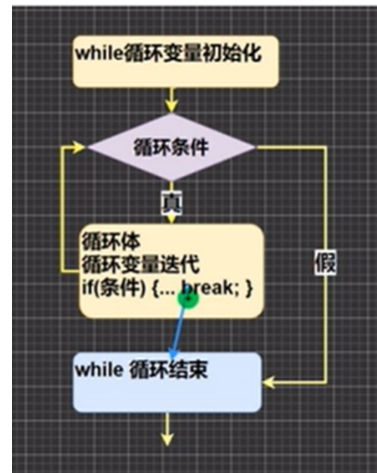 while循环变量初始化
循环条件
真
循环体
循环变量迭代
if(条件) {... break; }
假
while 循环结束